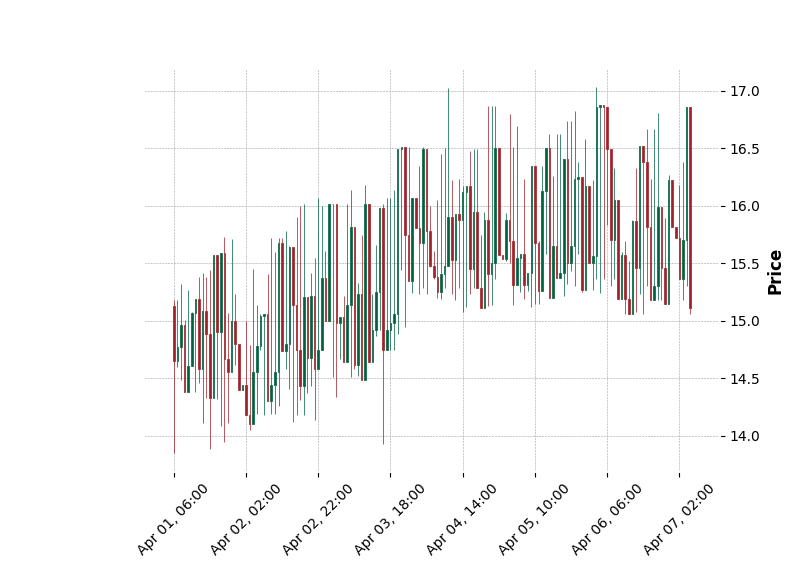 17.0
16.5
16.0
15.5
15.0
14.5
14.0
Price
Apr 01, 06:00
Apr 02, 02:00
Apr 02, 22:00
Apr 03, 18:00
Apr 04, 14:00
Apr 05, 10:00
Apr 06, 06:00
Apr 07, 02:00